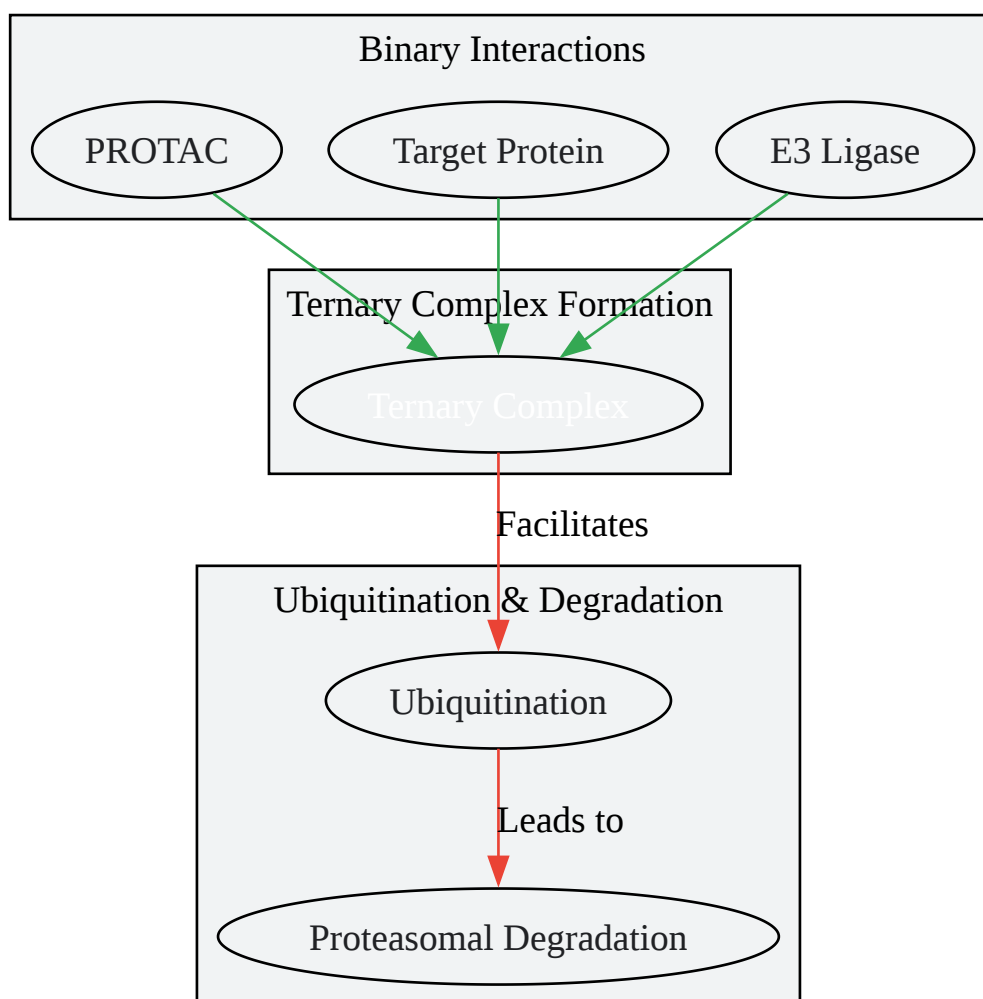 Binary Interactions
PROTAC
Target Protein
E3 Ligase
Ternary Complex Formation
Ternary Complex
Facilitates
Ubiquitination & Degradation
Ubiquitination
Leads to
Proteasomal Degradation